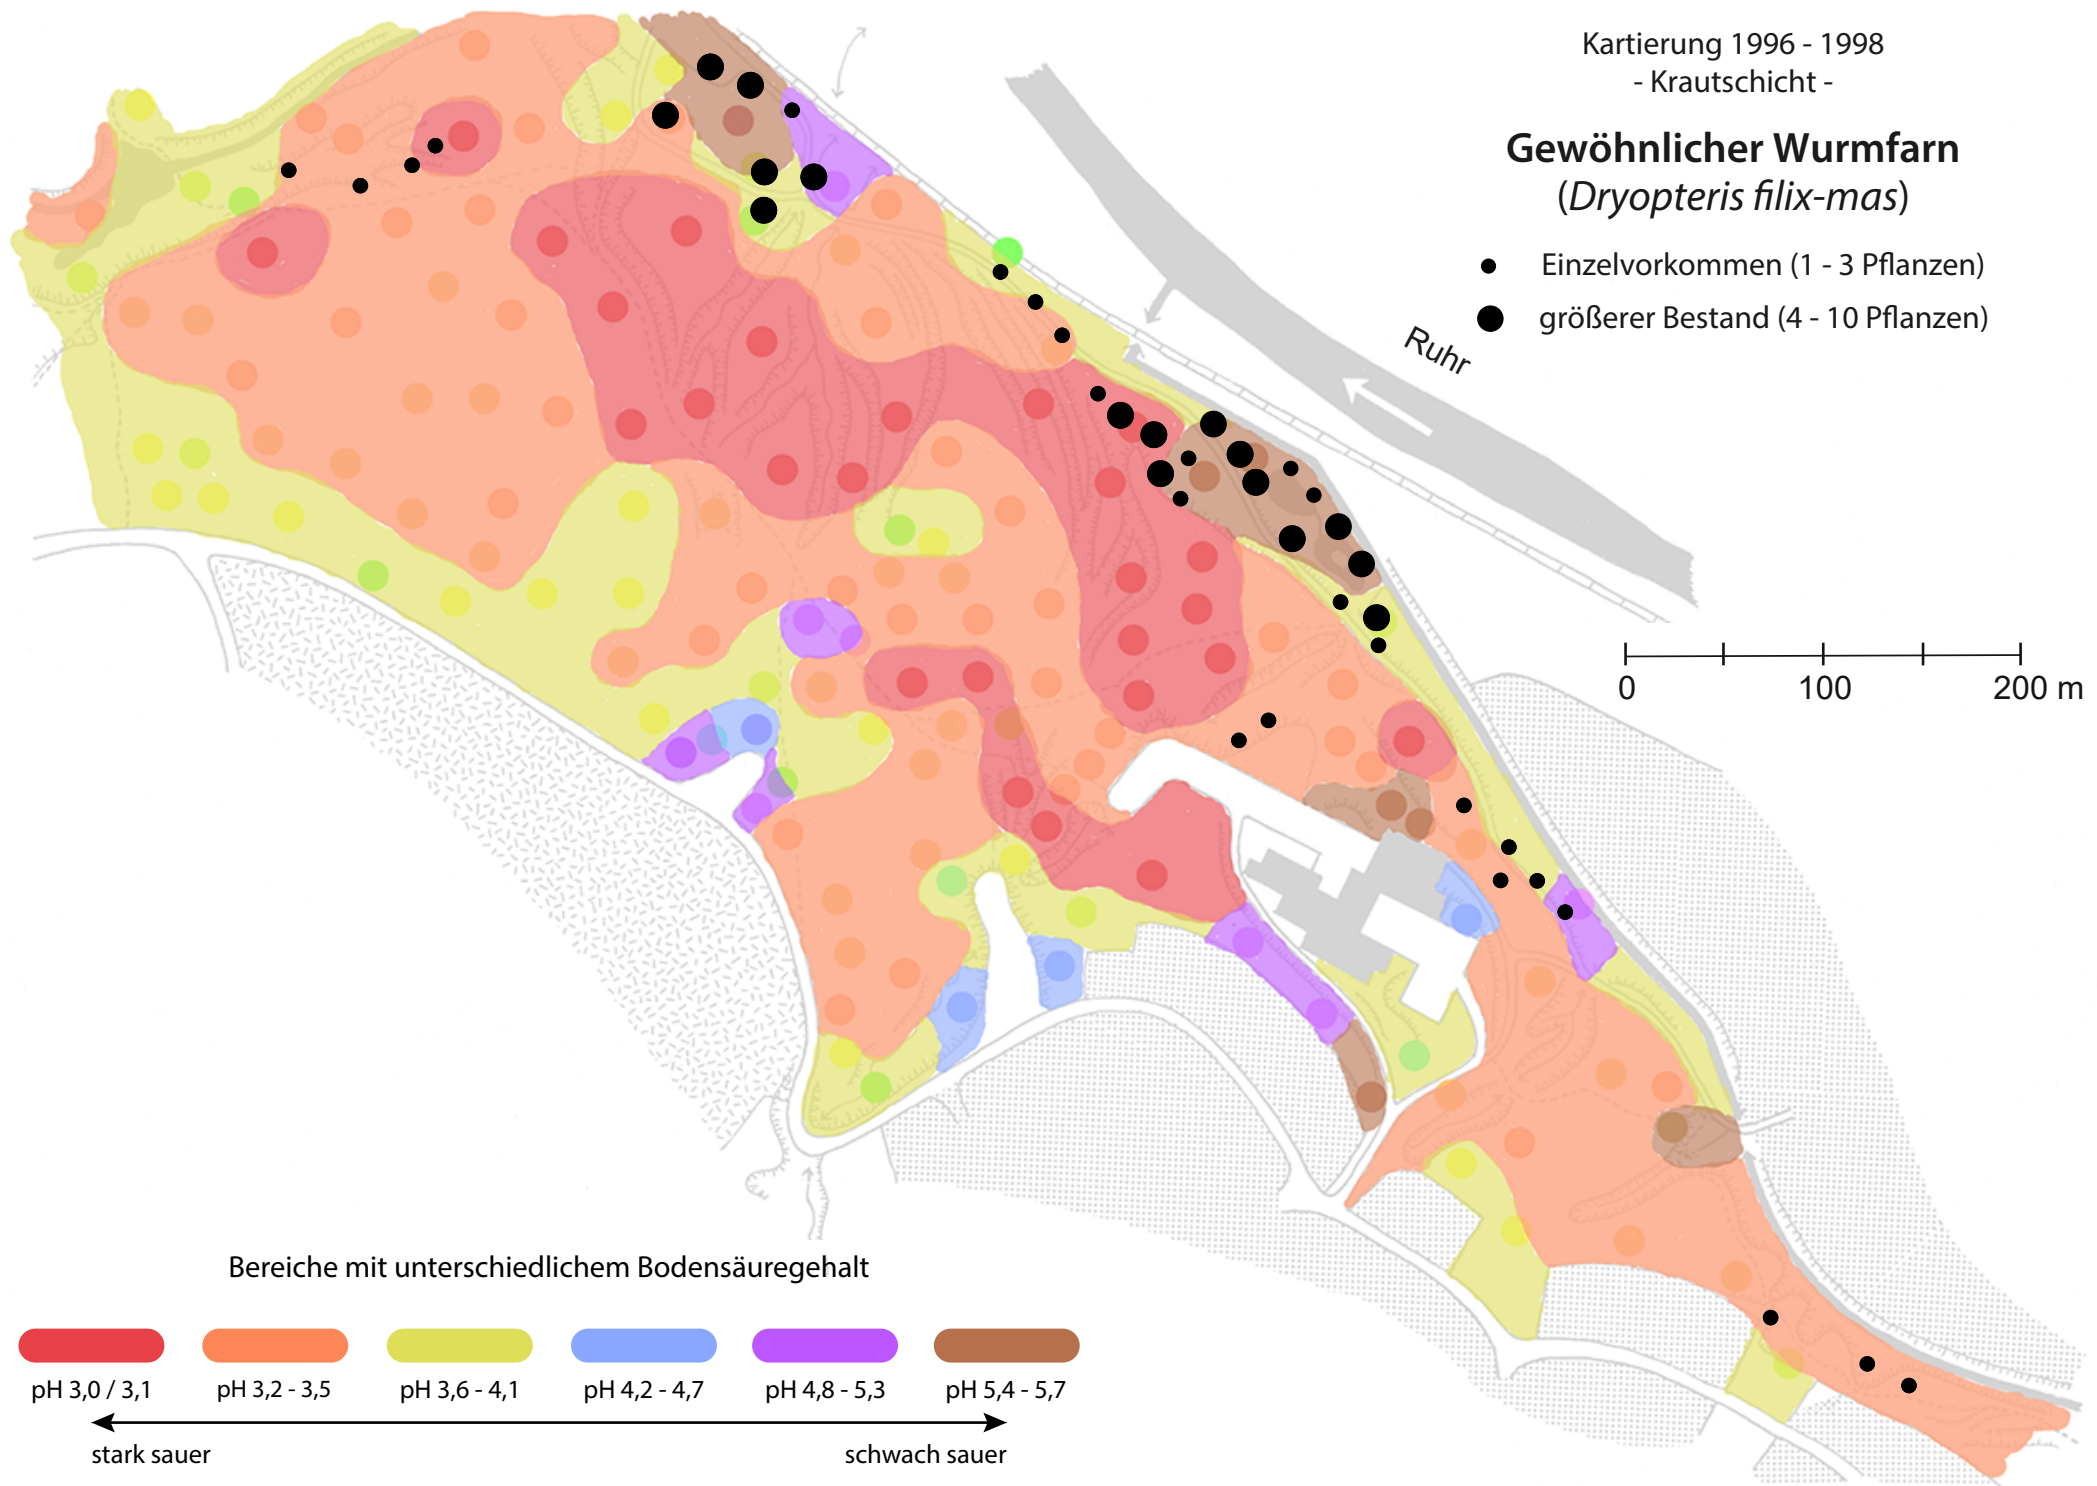 Kartierung 1996 - 1998
- Krautschicht -
Gewöhnlicher Wurmfarn
(Dryopteris filix-mas)
Einzelvorkommen (1 - 3 Pflanzen)
größerer Bestand (4 - 10 Pflanzen)
Ruhr
0 100 200 m
Bereiche mit unterschiedlichem Bodensäuregehalt
pH 3,0 / 3,1 pH 3,2 - 3,5 pH 3,6 - 4,1 pH 4,2 - 4,7 pH 4,8 - 5,3 pH 5,4 - 5,7
stark sauer schwach sauer